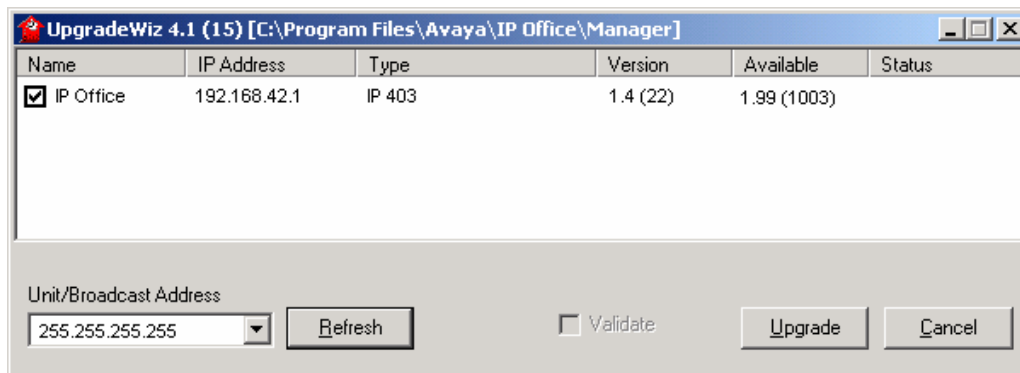 UpgradeWiz 4.1 (15) [C:\Program Files\Avaya\IP Office\Manager]
Name IP Address Type Version Available Status
IP Office 192.168.42.1 IP 403 1.4 (22) 1.99 (1003)
Unit/Broadcast Address
255.255.255.255 Refresh Validate Upgrade Cancel